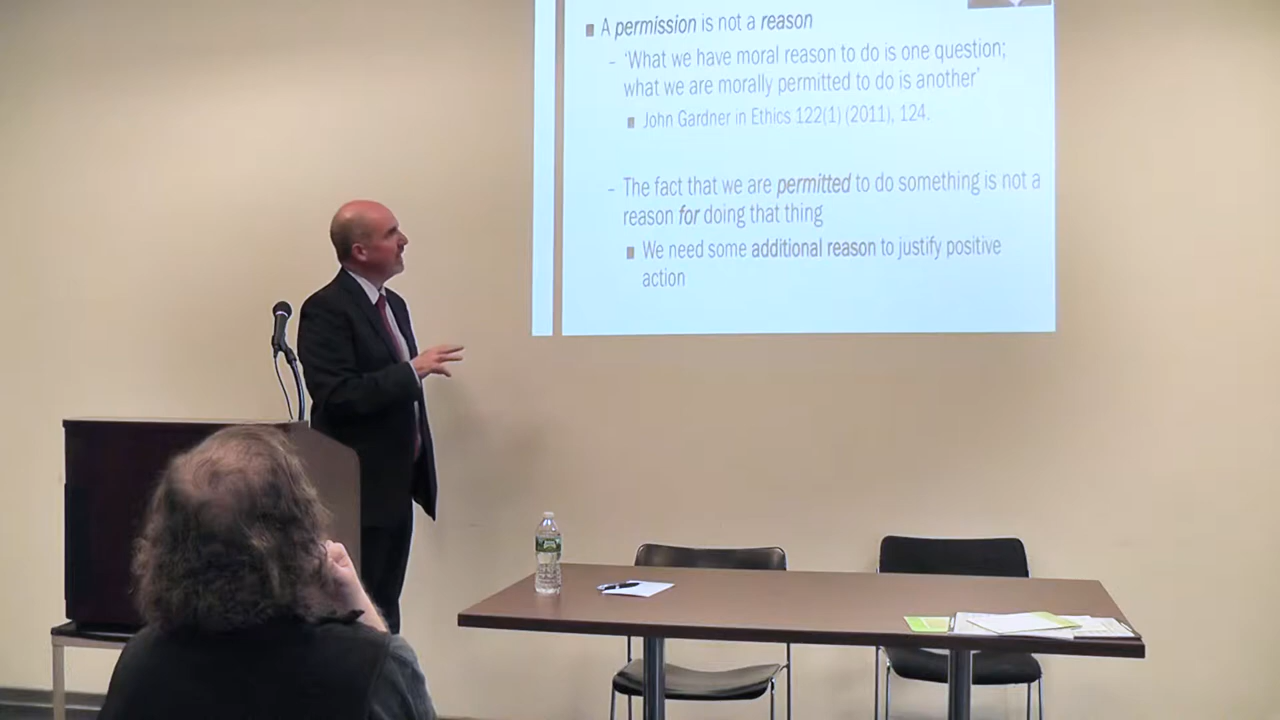 A permission is not a reason
– 'What we have moral reason to do is one question;
what we are morally permitted to do is another'
John Gardner in Ethics 122(1) (2011), 124.
– The fact that we are permitted to do something is not a
reason for doing that thing
We need some additional reason to justify positive
action